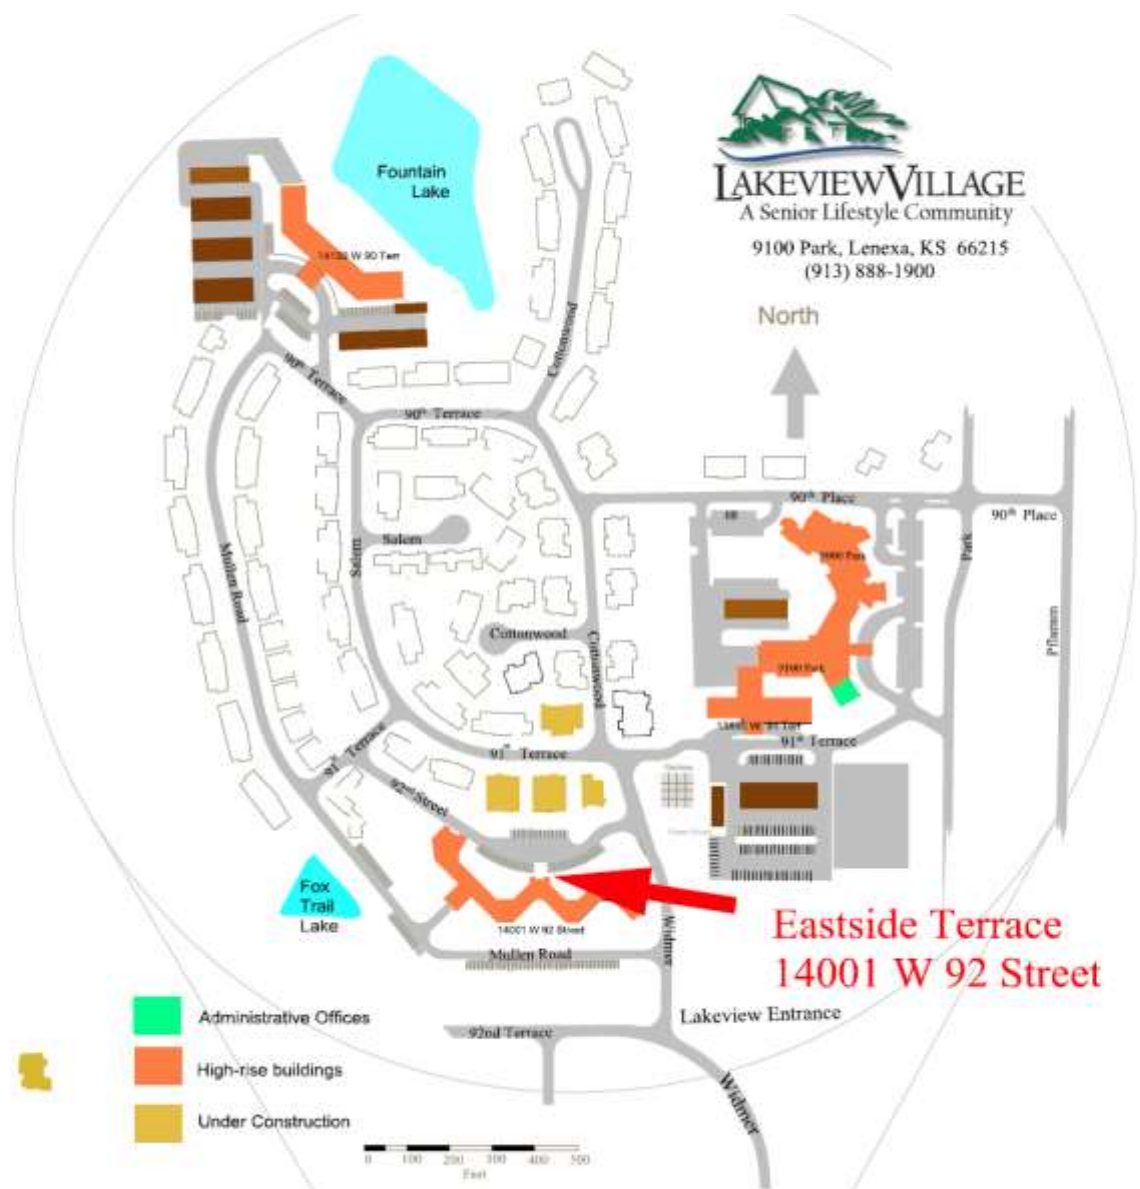 LAKEVIEW VILLAGE
A Senior Lifestyle Community
9100 Park, Lenexa, KS 66215
(913) 888-1900
North
Fountain
Lake
W 90 Terr
Cottonwood
90th Terrace
90th Terrace
90th Place
90th Place
9000 Park
Park
Pflumm
Salem
Salem
Mullen Road
Cottonwood
Cottonwood
9100 Park
91st Terrace
91st Terrace
91st Terrace
92nd Street
Fox
Trail
Lake
14001 W 92 Street
Mullen Road
Widmer
Eastside Terrace
14001 W 92 Street
Lakeview Entrance
92nd Terrace
Widmer
Administrative Offices
High-rise buildings
Under Construction
0 100 200 300 400 500
Feet